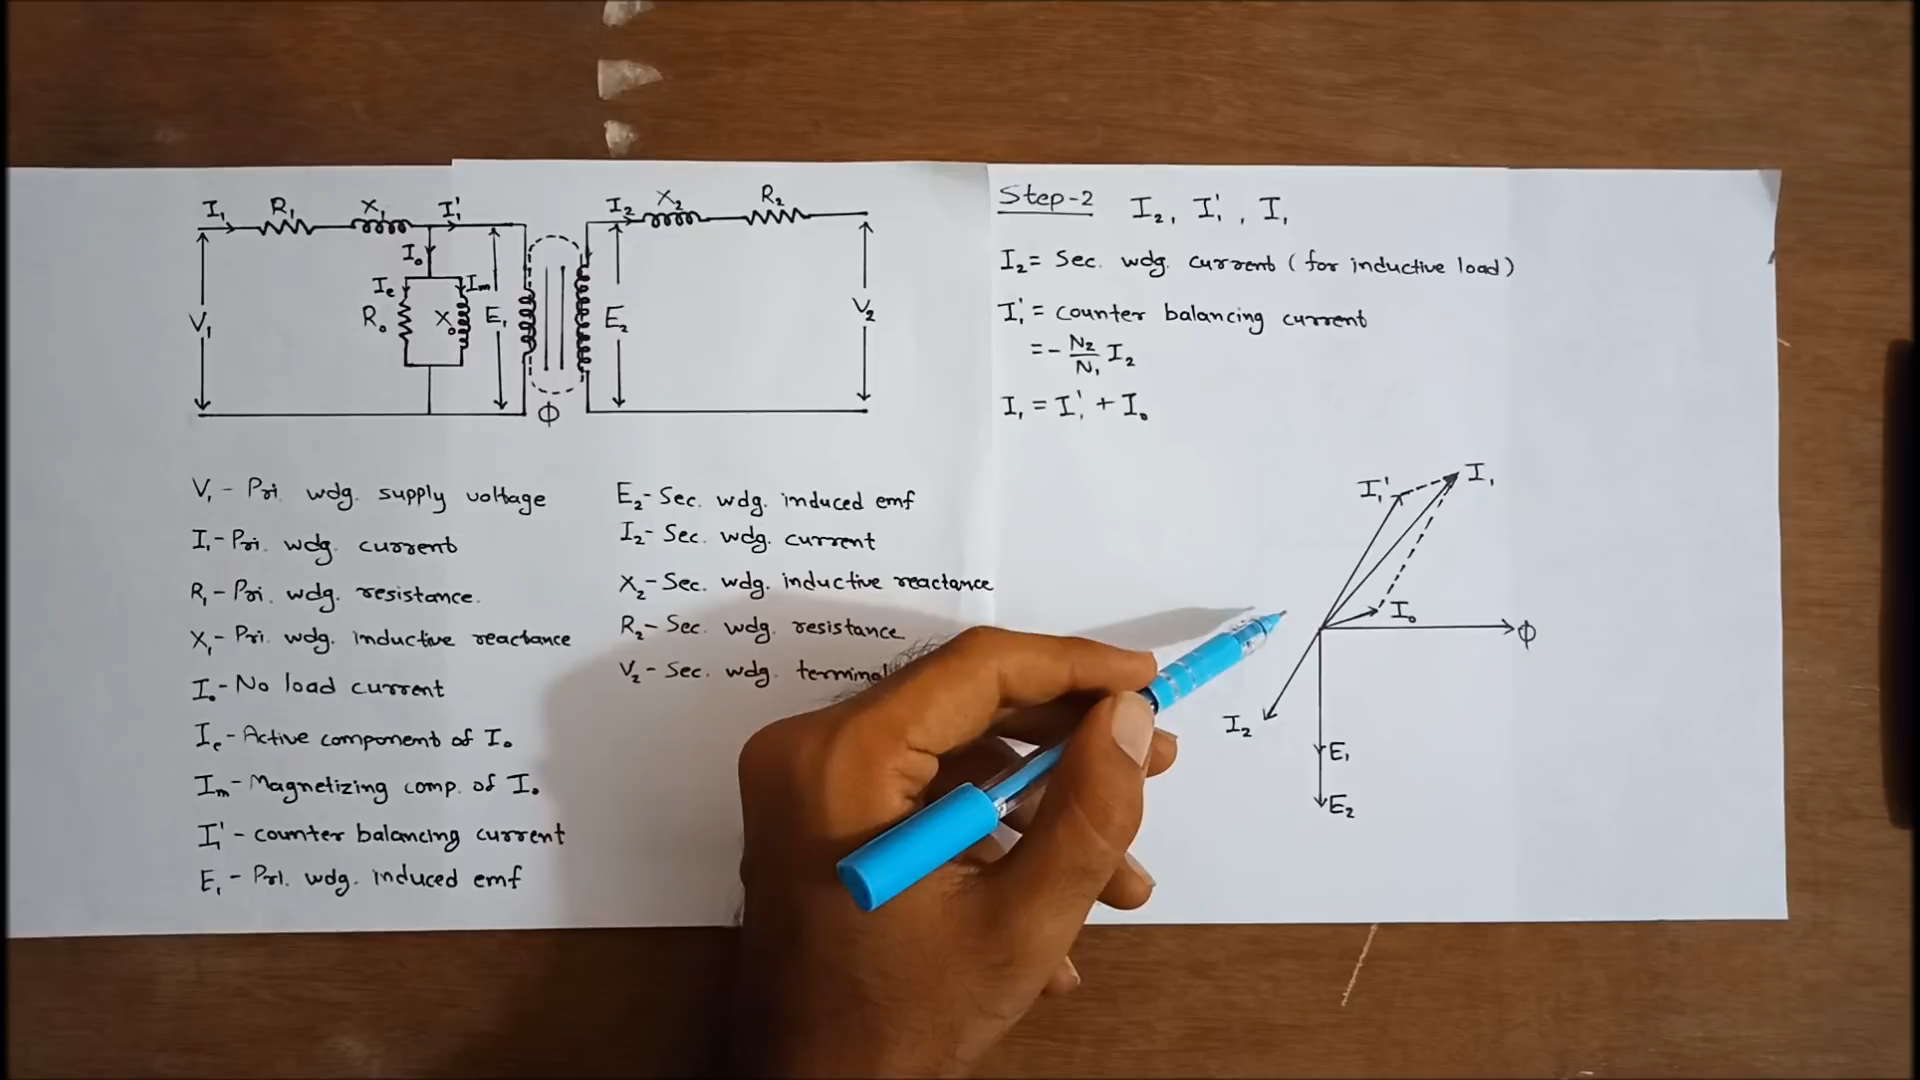 I₁ R₁ X₁ I₁' I₂ X₂ R₂
I₀
Iₑ Iₘ
V₁ R₀ X₀ E₁ E₂ V₂
Φ
V₁ - Pri. wdg. supply voltage
I₁ - Pri. wdg. current
R₁ - Pri. wdg. resistance.
X₁ - Pri. wdg. inductive reactance
I₀ - No load current
Iₑ - Active component of I₀
Iₘ - Magnetizing comp. of I₀
I₁' - counter balancing current
E₁ - Pri. wdg. induced emf
E₂ - Sec. wdg. induced emf
I₂ - Sec. wdg. current
X₂ - Sec. wdg. inductive reactance
R₂ - Sec. wdg. resistance
V₂ - Sec. wdg. terminal
Step-2 I₂, I₁', I₁
I₂ = Sec. wdg. current (for inductive load)
I₁' = counter balancing current
= - N₂/N₁ I₂
I₁ = I₁' + I₀
I₁' I₁
I₀
Φ
I₂
E₁
E₂